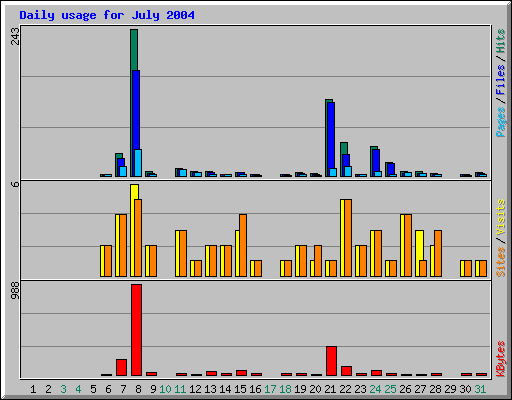 Daily usage for July 2004
243
Pages / Files / Hits
6
Sites / Visits
988
KBytes
1 2 3 4 5 6 7 8 9 10 11 12 13 14 15 16 17 18 19 20 21 22 23 24 25 26 27 28 29 30 31